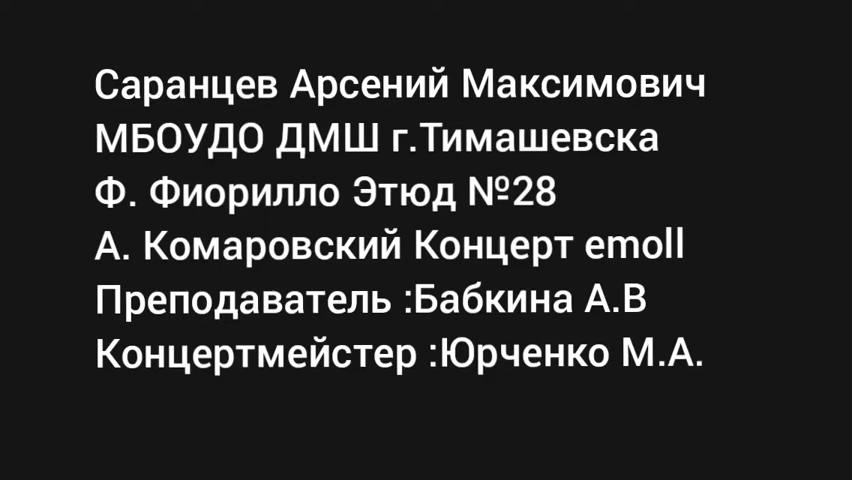 Саранцев Арсений Максимович
МБОУДО ДМШ г.Тимашевска
Ф. Фиорилло Этюд №28
А. Комаровский Концерт emoll
Преподаватель :Бабкина А.В
Концертмейстер :Юрченко М.А.